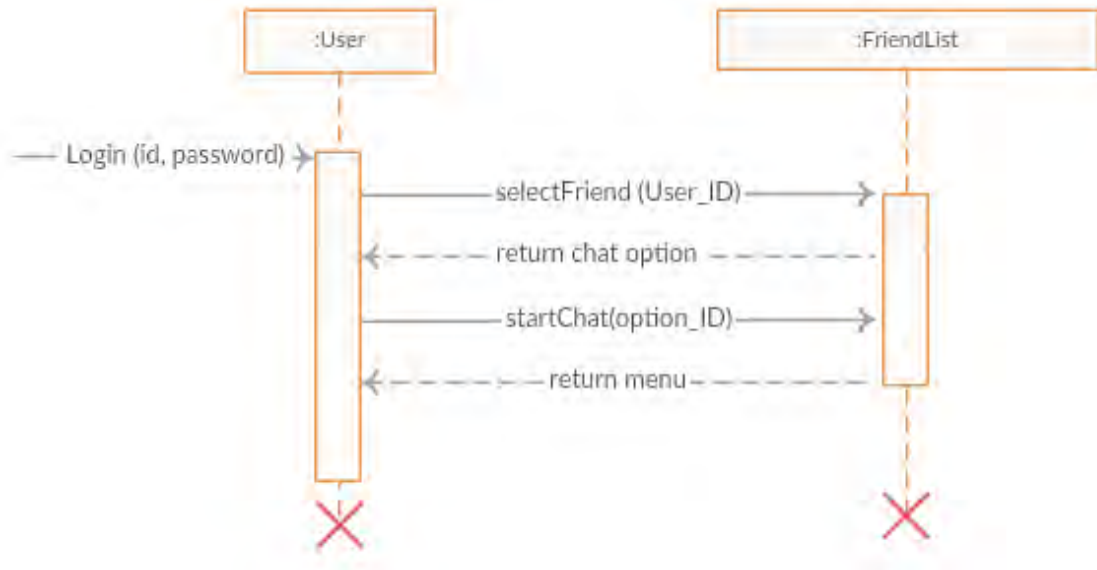 :User
:FriendList
Login (id, password)
selectFriend (User_ID)
return chat option
startChat(option_ID)
return menu